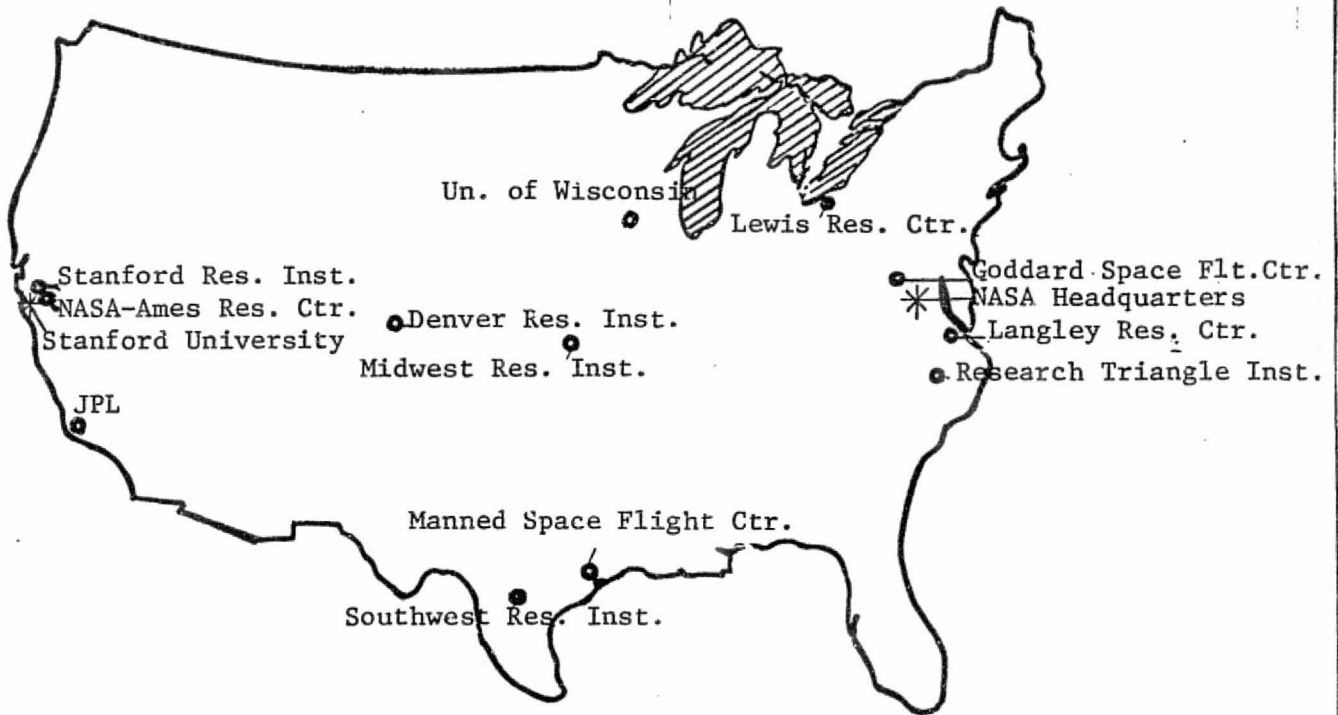 Un. of Wisconsin
Lewis Res. Ctr.
Stanford Res. Inst.
NASA-Ames Res. Ctr.
Stanford University
Goddard Space Flt.Ctr.
NASA Headquarters
Langley Res. Ctr.
Denver Res. Inst.
Midwest Res. Inst.
Research Triangle Inst.
JPL
Manned Space Flight Ctr.
Southwest Res. Inst.